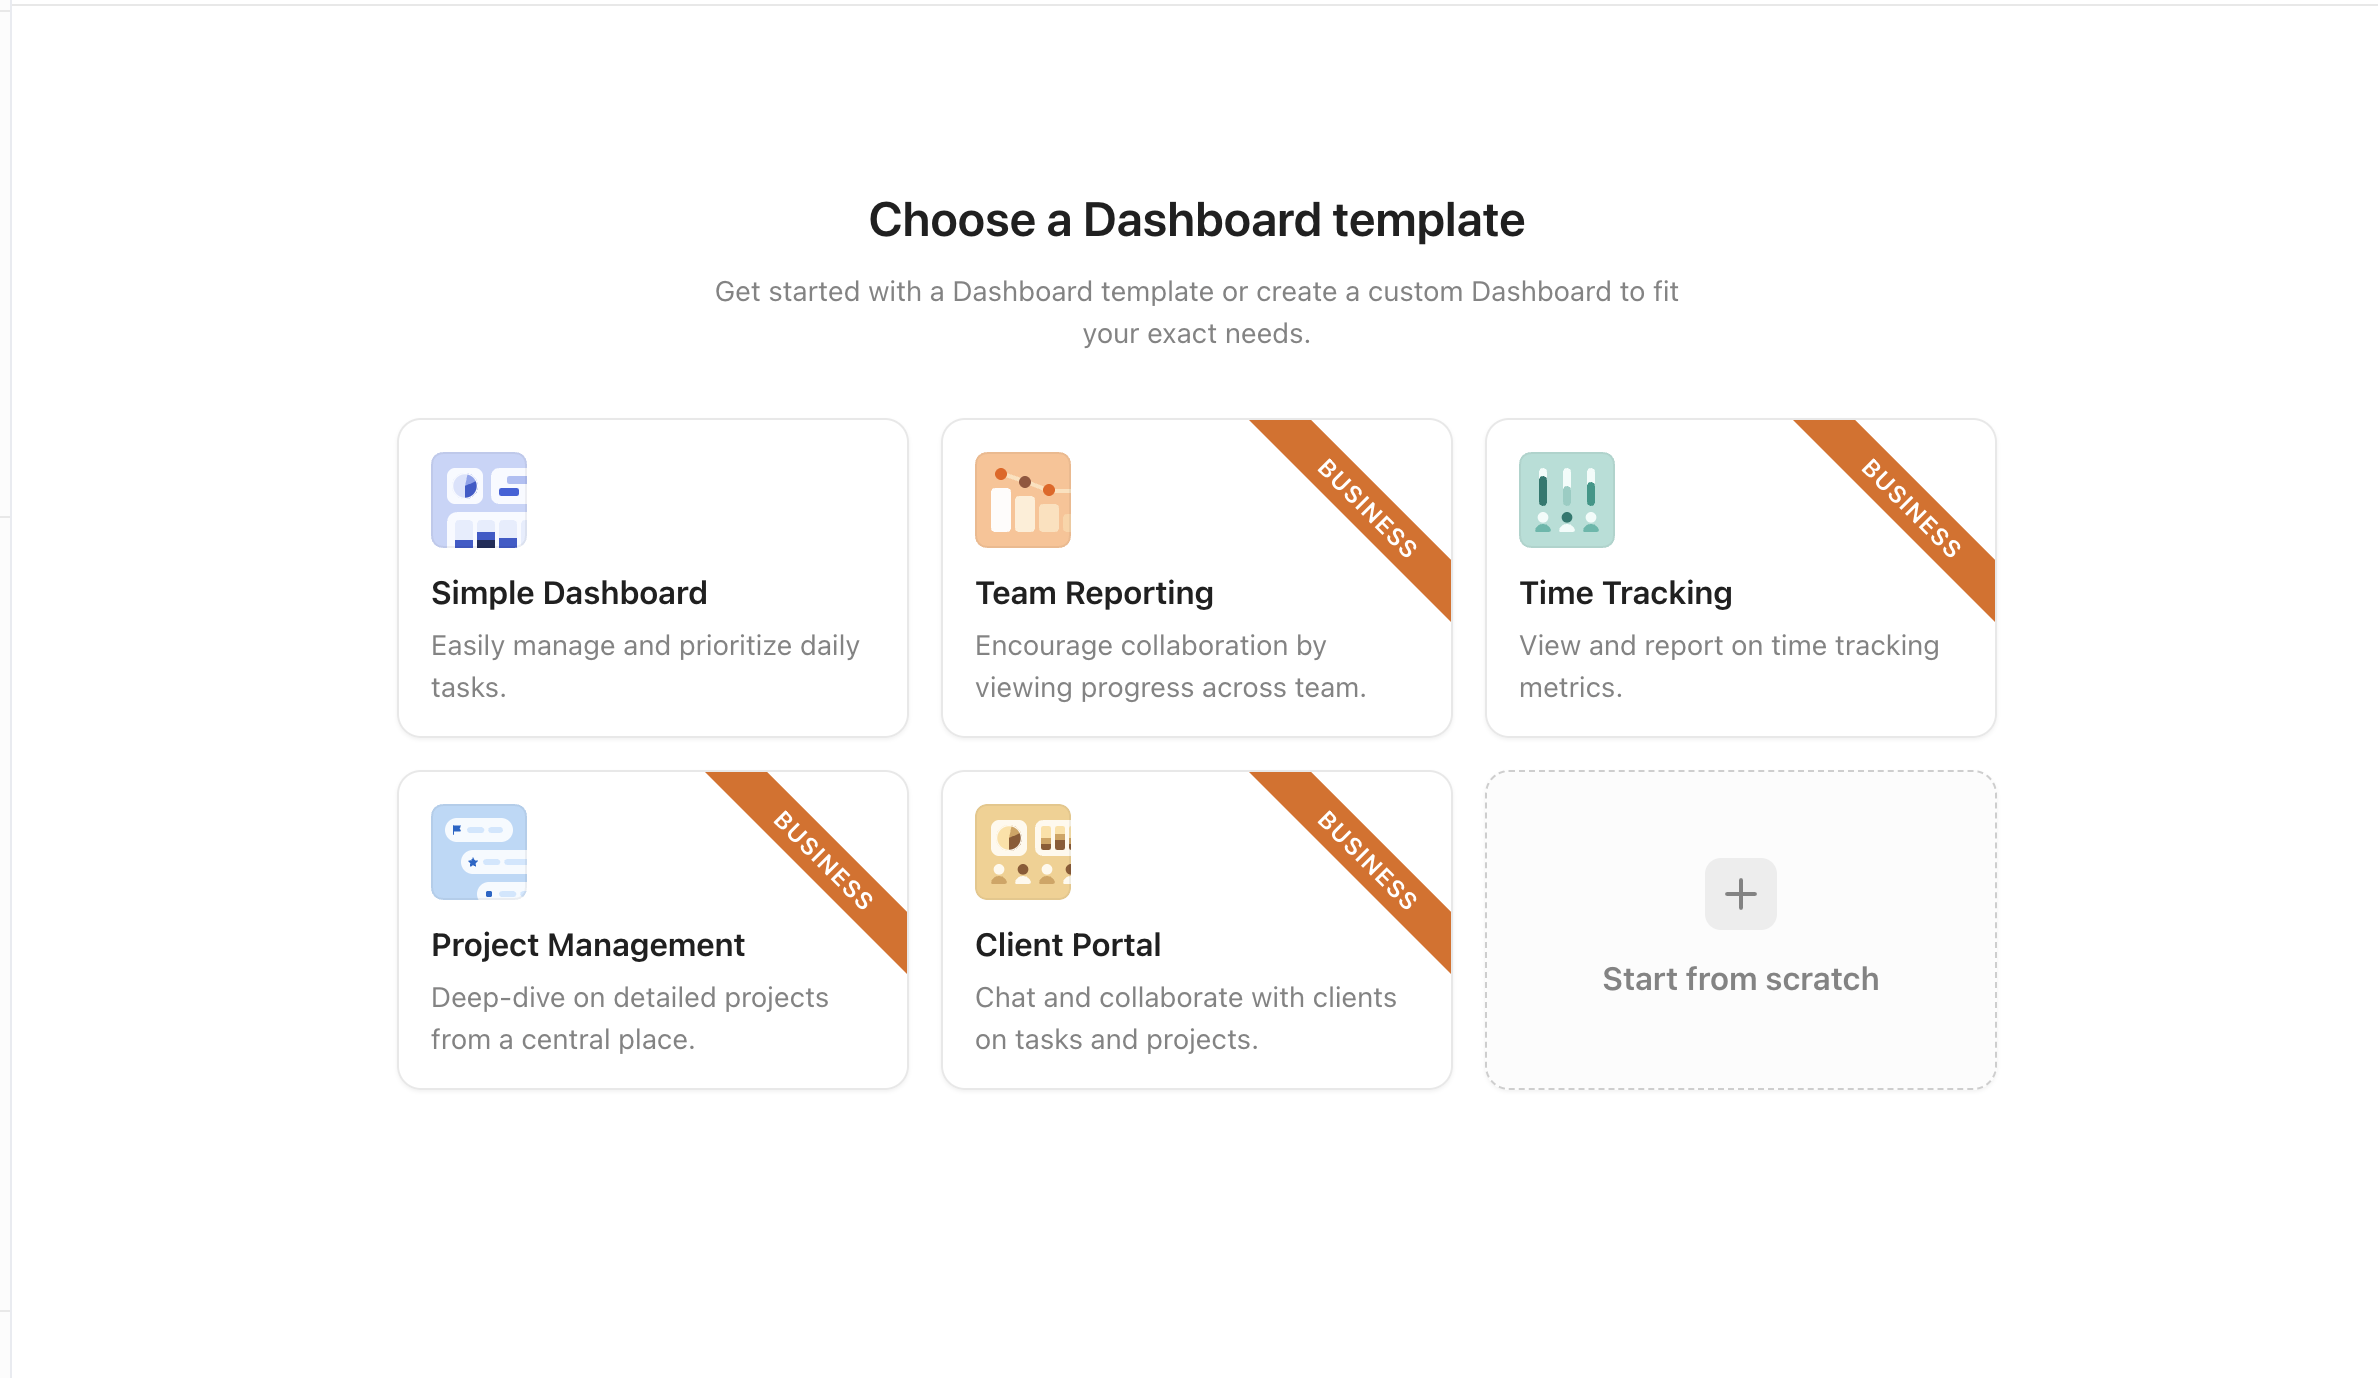 Choose a Dashboard template
Get started with a Dashboard template or create a custom Dashboard to fit
your exact needs.
Simple Dashboard
Easily manage and prioritize daily
tasks.
BUSINESS
Team Reporting
Encourage collaboration by
viewing progress across team.
BUSINESS
Time Tracking
View and report on time tracking
metrics.
BUSINESS
Project Management
Deep-dive on detailed projects
from a central place.
BUSINESS
Client Portal
Chat and collaborate with clients
on tasks and projects.
Start from scratch